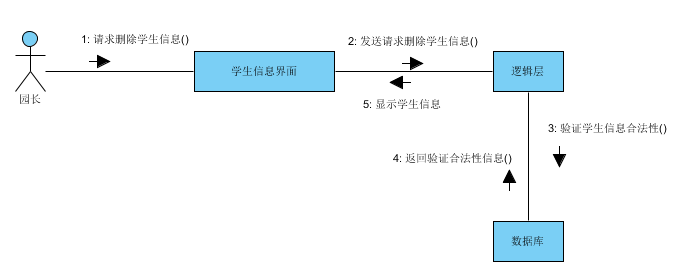 1: 请求删除学生信息()
2: 发送请求删除学生信息()
学生信息界面
逻辑层
园长
5: 显示学生信息
3: 验证学生信息合法性()
4: 返回验证合法性信息()
数据库